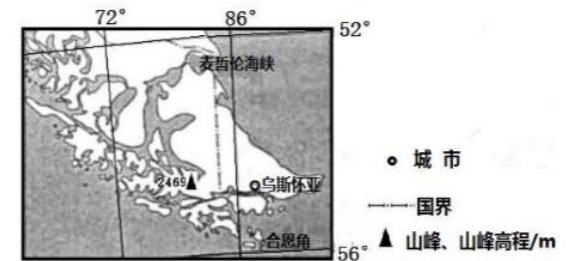 72° 86°
52°
麦哲伦海峡
2469
乌斯怀亚
合恩角
56°
城 市
国界
山峰、山峰高程/m